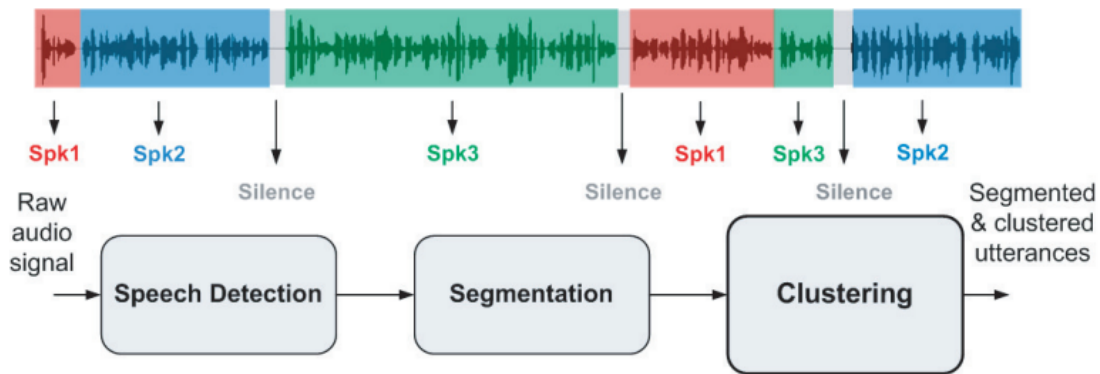 Spk1
Spk2
Spk3
Spk1
Spk3
Spk2
Silence
Silence
Silence
Raw
audio
signal
Speech Detection
Segmentation
Clustering
Segmented
& clustered
utterances